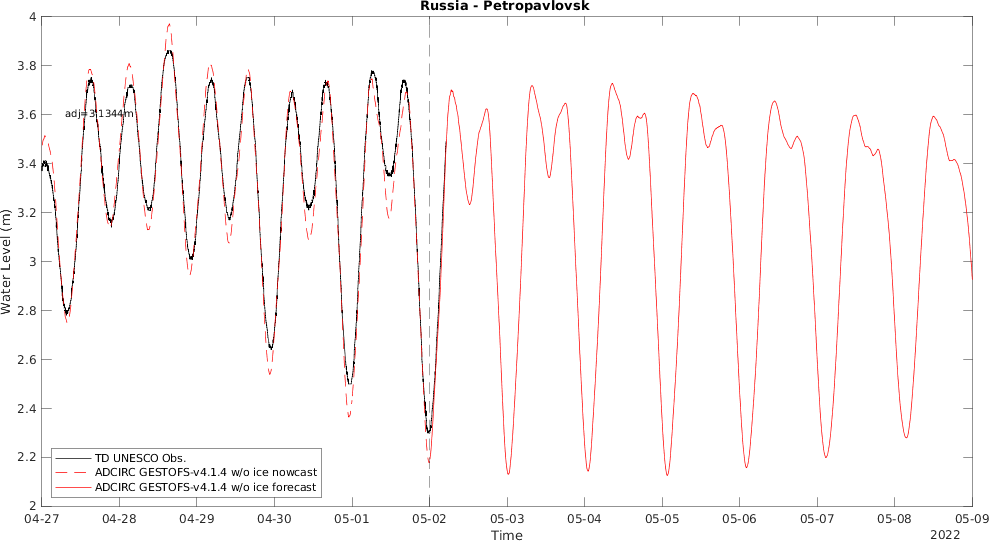 Russia - Petropavlovsk
4
3.8
3.6
3.4
3.2
3
2.8
2.6
2.4
2.2
2
Water Level (m)
adj=3.1344m
TD UNESCO Obs.
ADCIRC GESTOFS-v4.1.4 w/o ice nowcast
ADCIRC GESTOFS-v4.1.4 w/o ice forecast
04-27 04-28 04-29 04-30 05-01 05-02 05-03 05-04 05-05 05-06 05-07 05-08 05-09
Time
2022